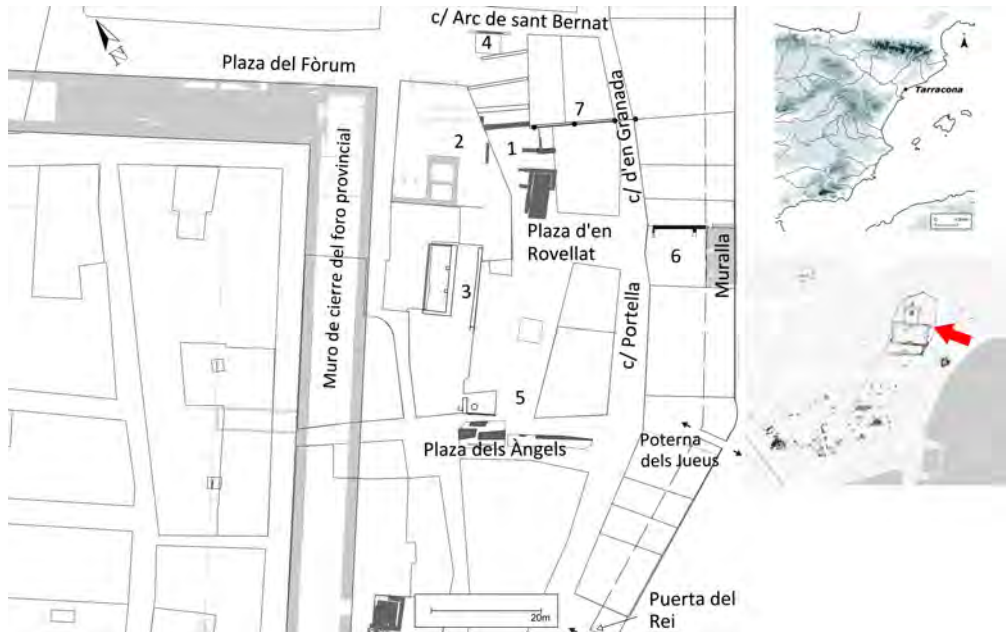 c/ Arc de sant Bernat
4
Plaza del Fòrum
N
Tarracona
7
c/ d'en Granada
2
1
Muro de cierre del foro provincial
Plaza d'en
Rovellat
6
Muralla
3
c/ Portella
5
Plaza dels Àngels
Poterna
dels Jueus
20m
Puerta del
Rei